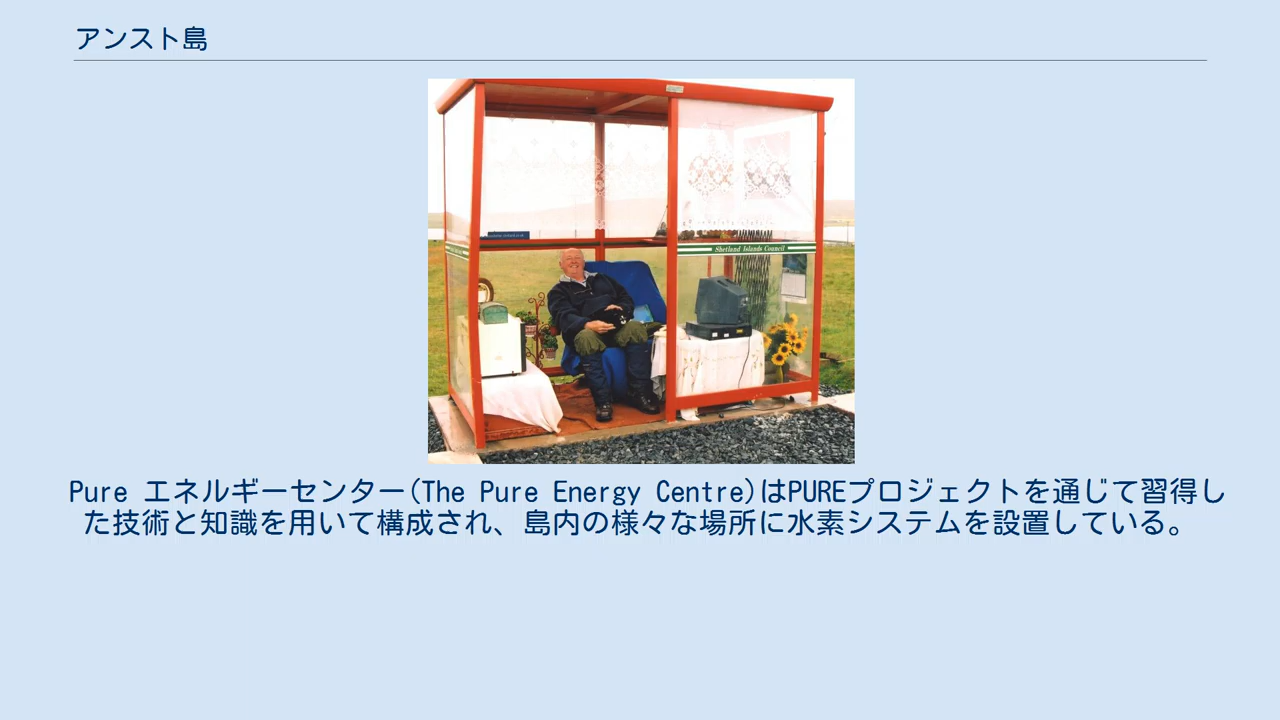 アンスト島
Shetland Islands Council
Pure エネルギーセンター(The Pure Energy Centre)はPUREプロジェクトを通じて習得し
た技術と知識を用いて構成され、島内の様々な場所に水素システムを設置している。